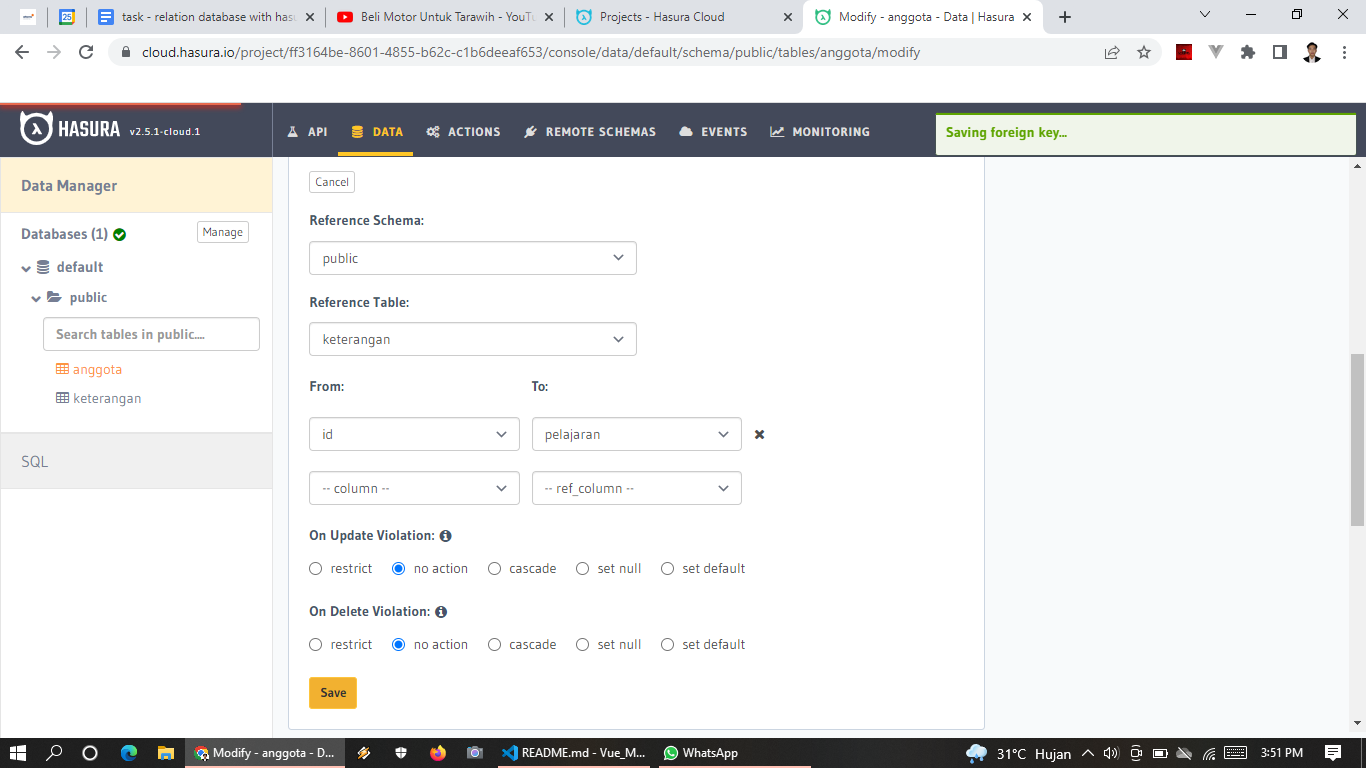 task - relation database with hasu
Beli Motor Untuk Tarawih - YouTu
Projects - Hasura Cloud
Modify - anggota - Data | Hasura
cloud.hasura.io/project/ff3164be-8601-4855-b62c-c1b6deeaf653/console/data/default/schema/public/tables/anggota/modify
HASURA v2.5.1-cloud.1
API
DATA
ACTIONS
REMOTE SCHEMAS
EVENTS
MONITORING
Saving foreign key...
Data Manager
Databases (1)
Manage
default
public
Search tables in public....
anggota
keterangan
SQL
Cancel
Reference Schema:
public
Reference Table:
keterangan
From: To:
id pelajaran
-- column -- -- ref_column --
On Update Violation:
restrict no action cascade set null set default
On Delete Violation:
restrict no action cascade set null set default
Save
Modify - anggota - D...
README.md - Vue_M...
WhatsApp
31°C Hujan
3:51 PM